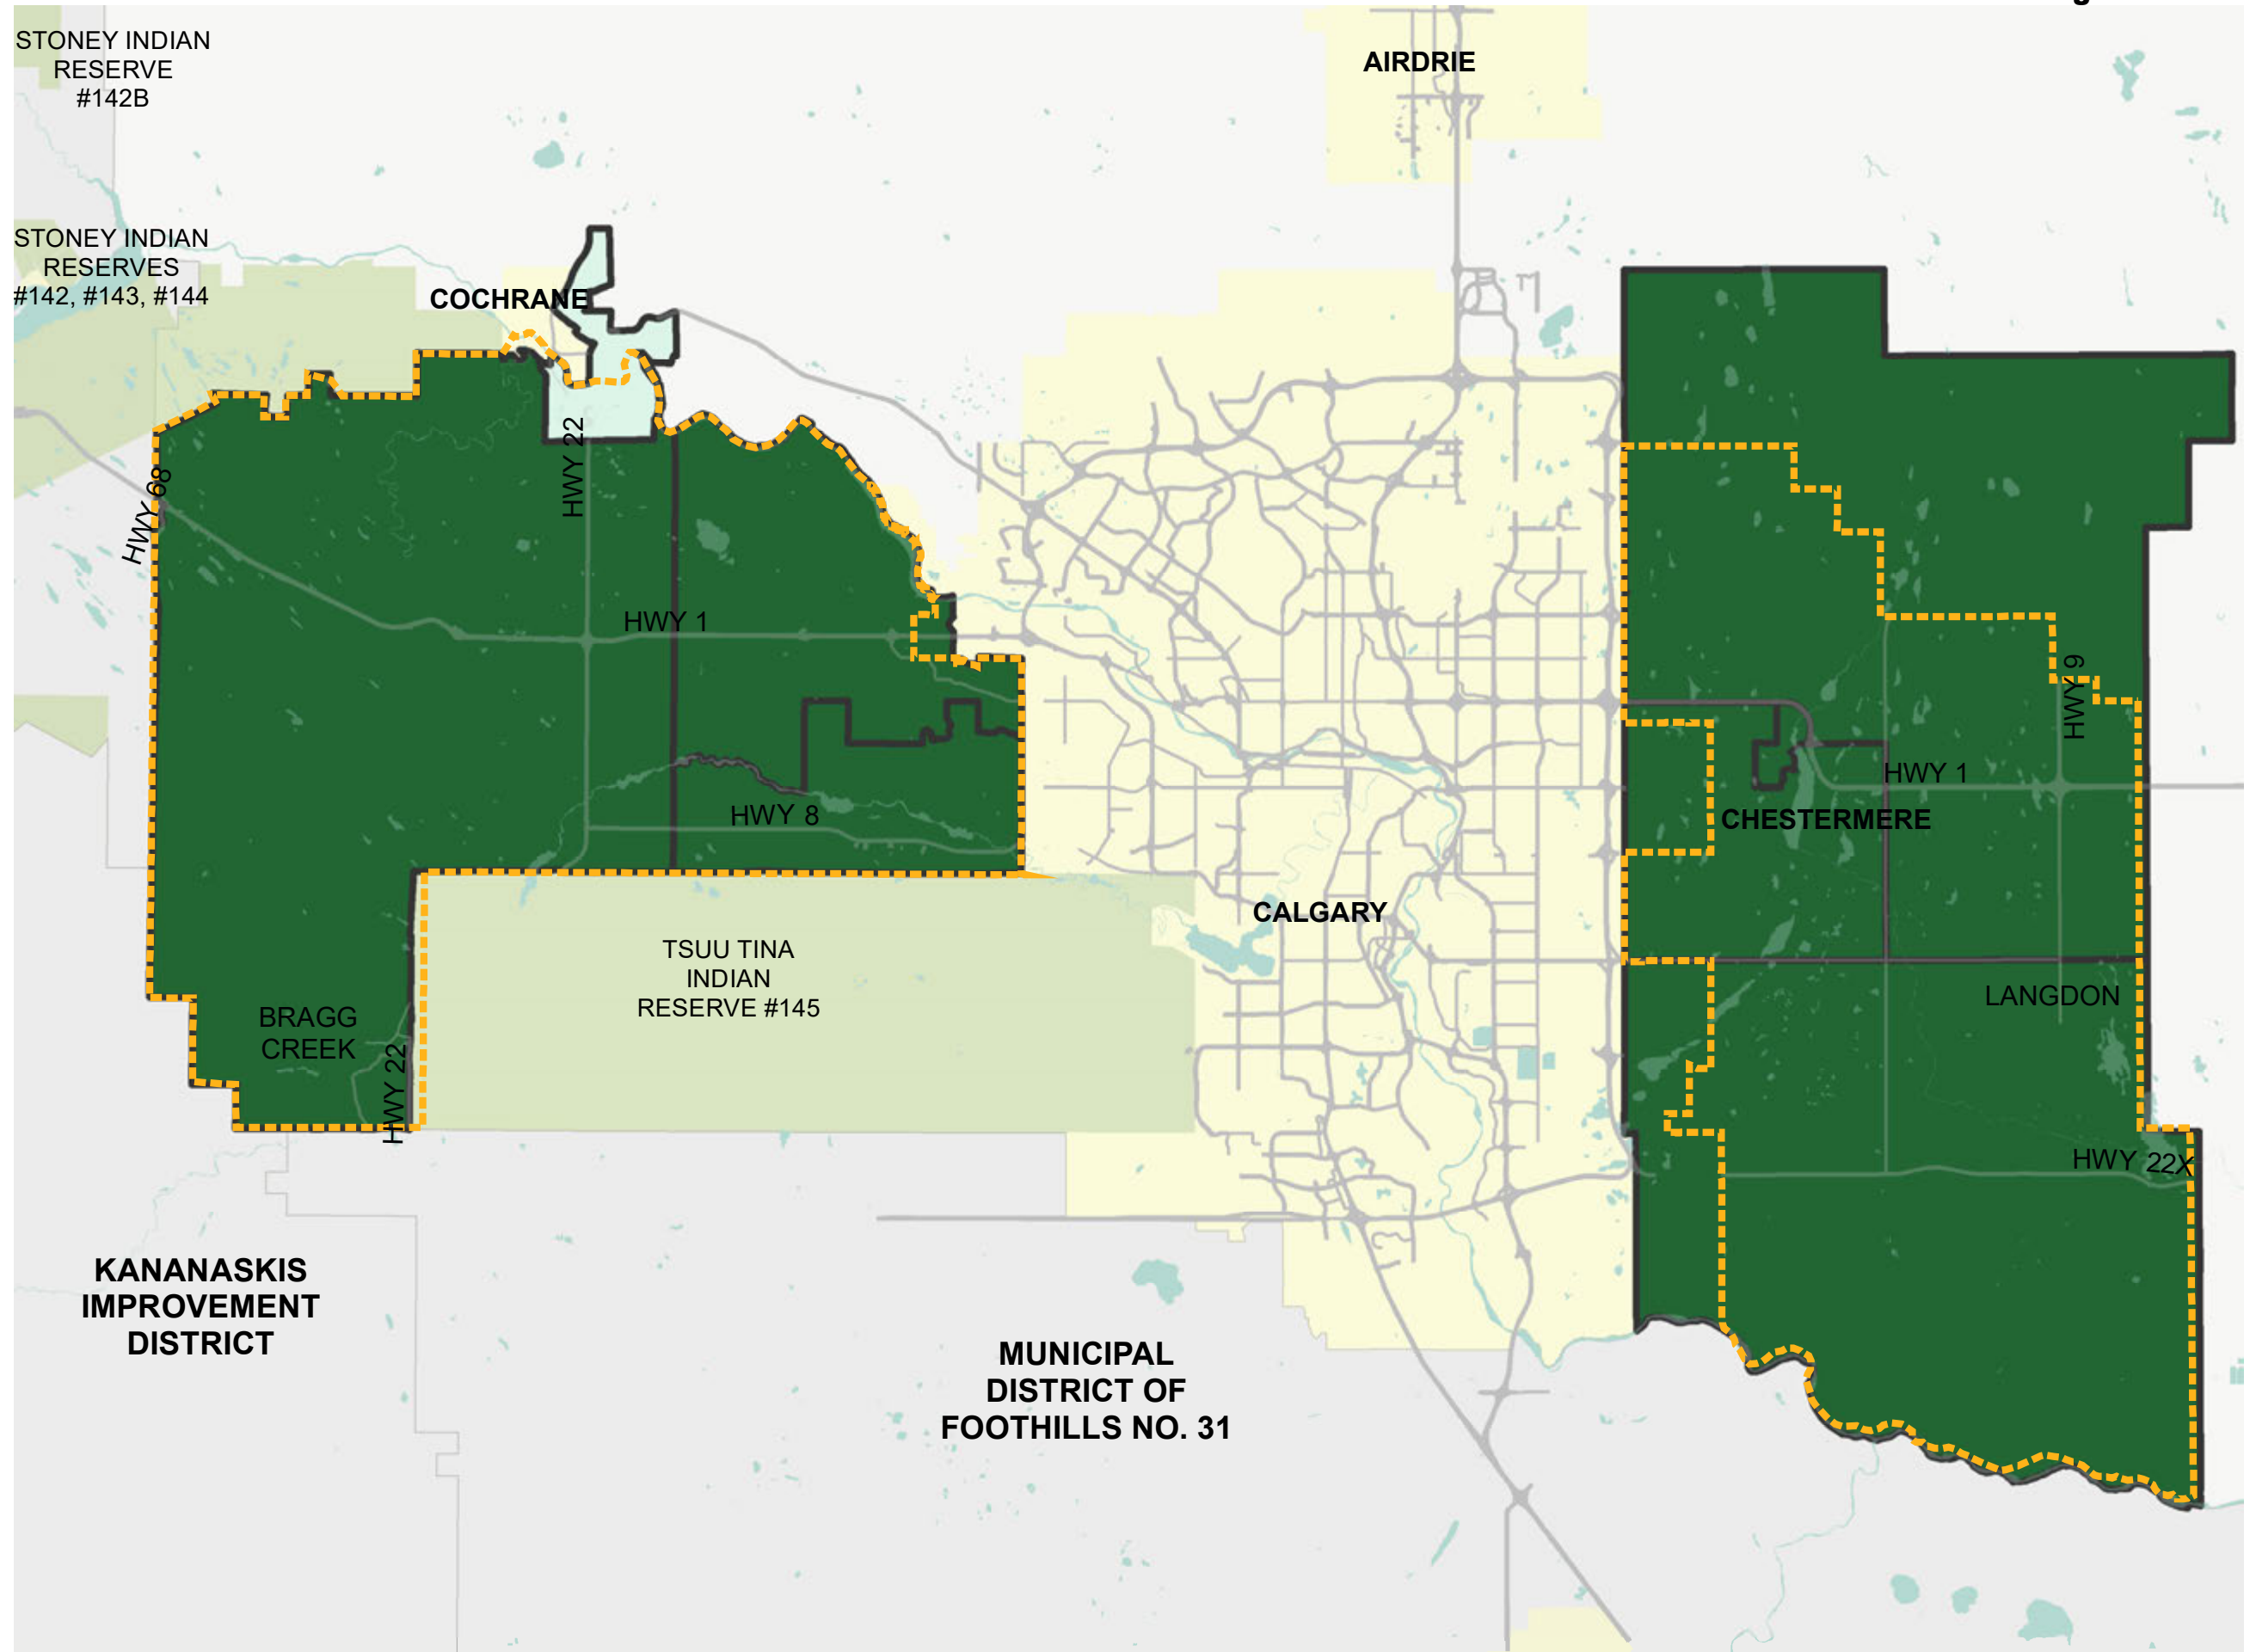 STONEY INDIAN
RESERVE
#142B
AIRDRIE
STONEY INDIAN
RESERVES
#142, #143, #144
COCHRANE
HWY 22
HWY 68
HWY 1
HWY 9
HWY 1
HWY 8
CHESTERMERE
CALGARY
TSUU TINA
INDIAN
RESERVE #145
LANGDON
BRAGG
CREEK
HWY 22
HWY 22X
KANANASKIS
IMPROVEMENT
DISTRICT
MUNICIPAL
DISTRICT OF
FOOTHILLS NO. 31